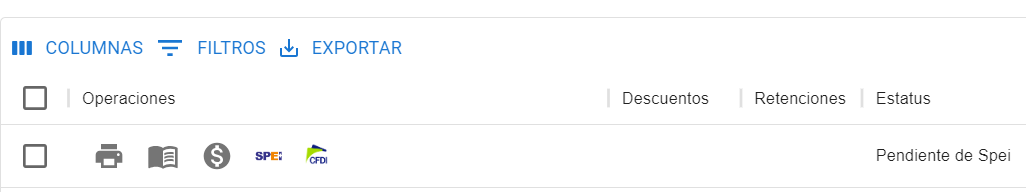 COLUMNAS FILTROS EXPORTAR
Operaciones Descuentos Retenciones Estatus
SPEI CFDI Pendiente de Spei